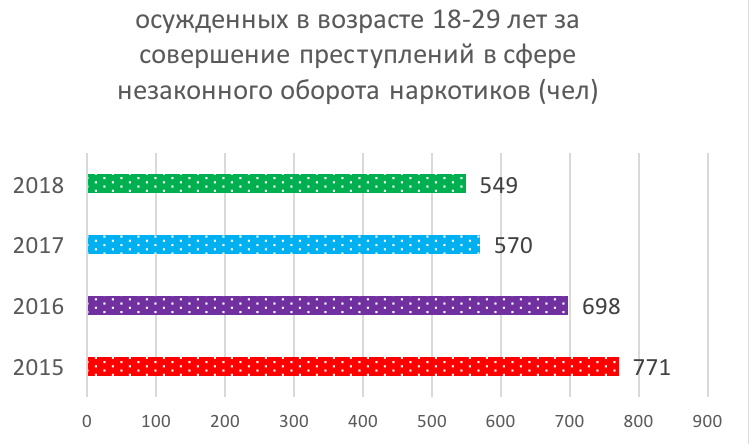 осужденных в возрасте 18-29 лет за
совершение преступлений в сфере
незаконного оборота наркотиков (чел)
2018 549
2017 570
2016 698
2015 771
0 100 200 300 400 500 600 700 800 900